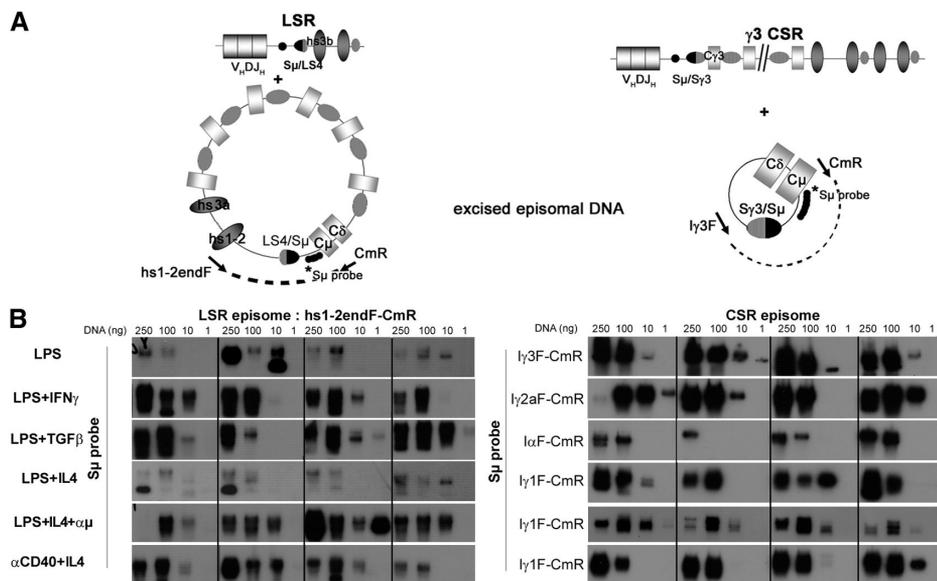 A
LSR
hs3b
VHDJH
Sμ/LS4
+
hs3a
hs1-2
LS4/Sμ
Cμ
Cδ
CmR
* Sμ probe
hs1-2endF
excised episomal DNA
γ3 CSR
Cγ3
VHDJH
Sμ/Sγ3
+
Cδ
Cμ
CmR
* Sμ probe
Iγ3F
Sγ3/Sμ
B
LSR episome : hs1-2endF-CmR
DNA (ng) 250 100 10 1 250 100 10 1 250 100 10 1 250 100 10 1
Sμ probe
LPS
LPS+IFNγ
LPS+TGFβ
LPS+IL4
LPS+IL4+αμ
αCD40+IL4
CSR episome
DNA (ng) 250 100 10 1 250 100 10 1 250 100 10 1 250 100 10 1
Sμ probe
Iγ3F-CmR
Iγ2aF-CmR
IαF-CmR
Iγ1F-CmR
Iγ1F-CmR
Iγ1F-CmR